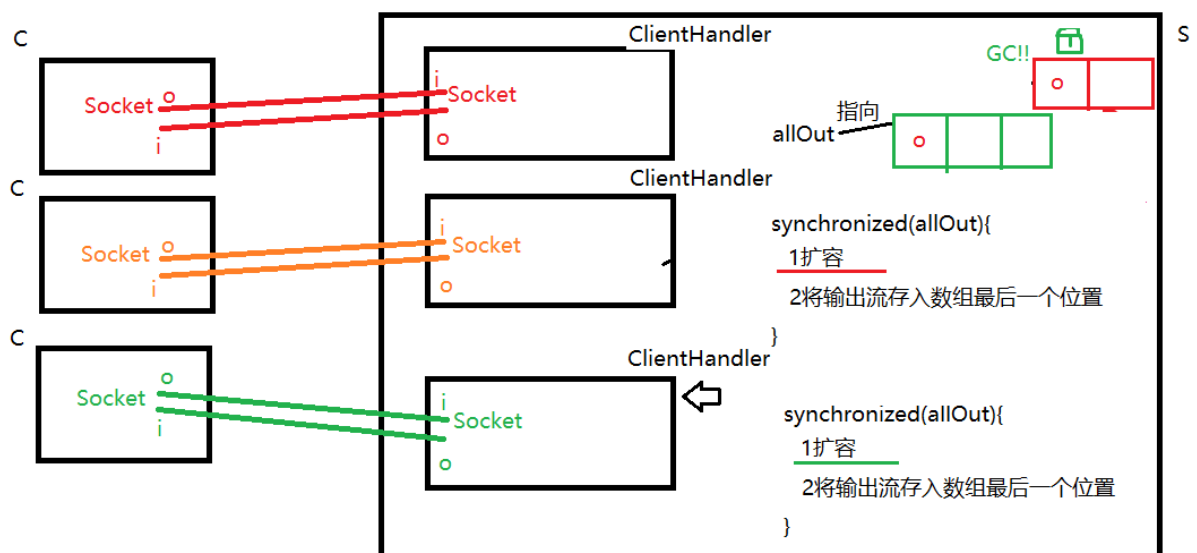 C
Socket
o
i
ClientHandler
i
Socket
o
C
Socket
o
i
ClientHandler
i
Socket
o
C
Socket
o
i
ClientHandler
i
Socket
o
S
GC!!
o
指向
allOut
o
synchronized(allOut){
1扩容
2将输出流存入数组最后一个位置
}
synchronized(allOut){
1扩容
2将输出流存入数组最后一个位置
}